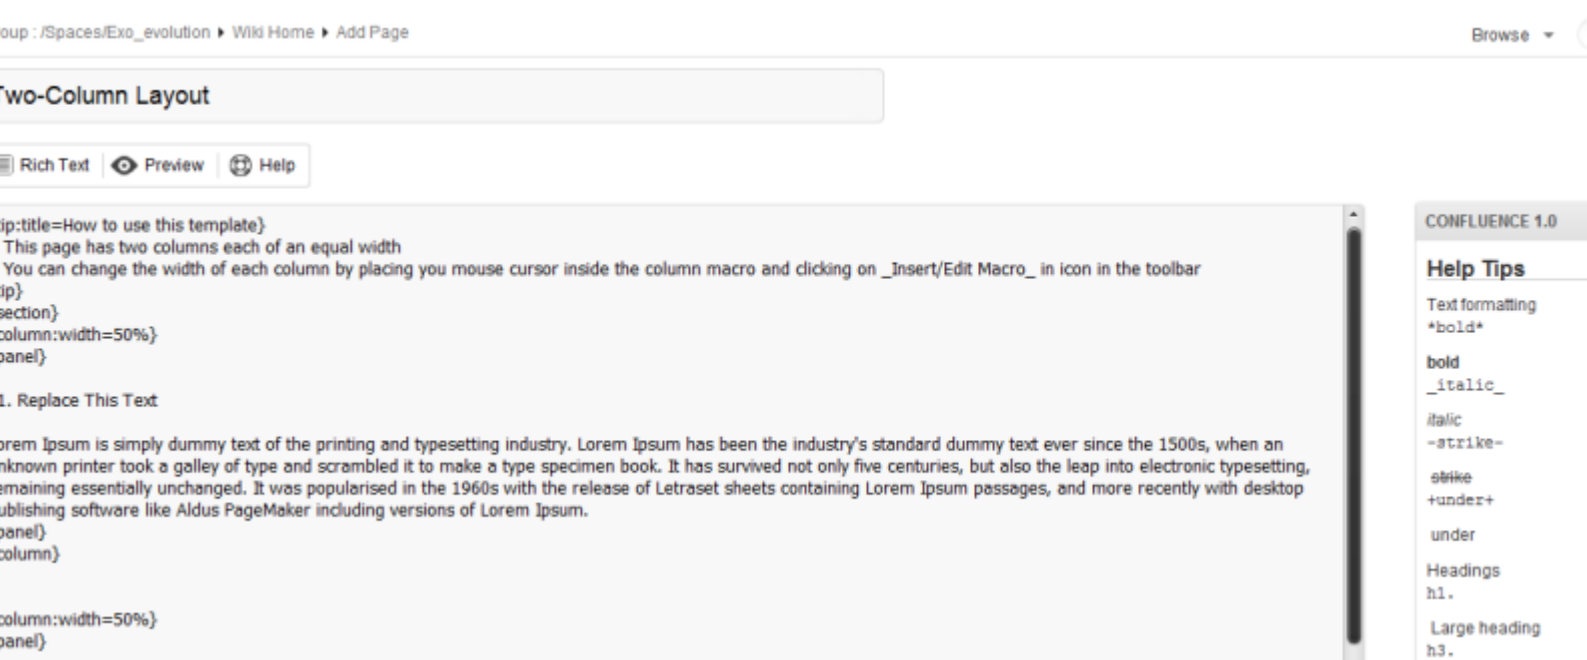 oup : /Spaces/Exo_evolution ▸ Wiki Home ▸ Add Page
Browse
Two-Column Layout
Rich Text Preview Help
ip:title=How to use this template}
This page has two columns each of an equal width
You can change the width of each column by placing you mouse cursor inside the column macro and clicking on _Insert/Edit Macro_ in icon in the toolbar
ip}
section}
column:width=50%}
panel}
1. Replace This Text
orem Ipsum is simply dummy text of the printing and typesetting industry. Lorem Ipsum has been the industry's standard dummy text ever since the 1500s, when an
nknown printer took a galley of type and scrambled it to make a type specimen book. It has survived not only five centuries, but also the leap into electronic typesetting,
emaining essentially unchanged. It was popularised in the 1960s with the release of Letraset sheets containing Lorem Ipsum passages, and more recently with desktop
ublishing software like Aldus PageMaker including versions of Lorem Ipsum.
panel}
column}
column:width=50%}
panel}
CONFLUENCE 1.0
Help Tips
Text formatting
*bold*
bold
_italic_
italic
-strike-
strike
+under+
under
Headings
h1.
Large heading
h3.